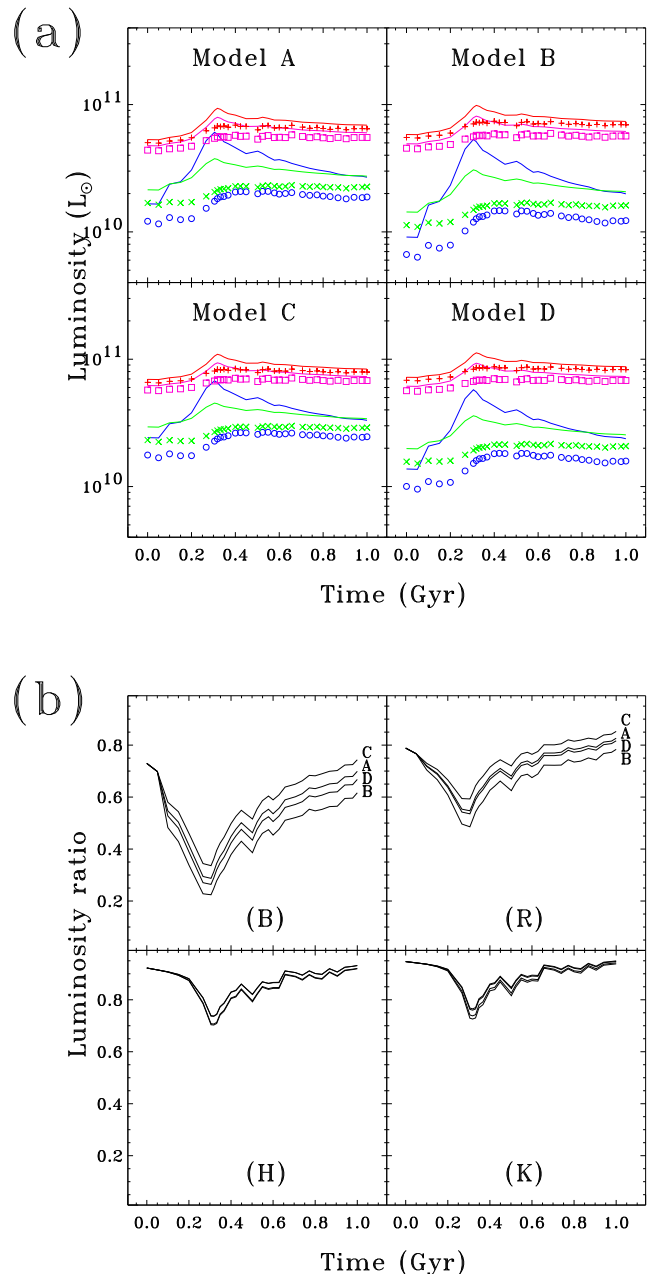 (a)
Model A
Model B
10^11
10^10
Model C
Model D
10^11
10^10
Luminosity (L⊙)
0.0 0.2 0.4 0.6 0.8 1.0
0.0 0.2 0.4 0.6 0.8 1.0
Time (Gyr)
(b)
C
A
D
B
C
A
D
B
0.8
0.6
0.4
0.2
(B)
(R)
0.8
0.6
0.4
0.2
(H)
(K)
Luminosity ratio
0.0 0.2 0.4 0.6 0.8 1.0
0.0 0.2 0.4 0.6 0.8 1.0
Time (Gyr)